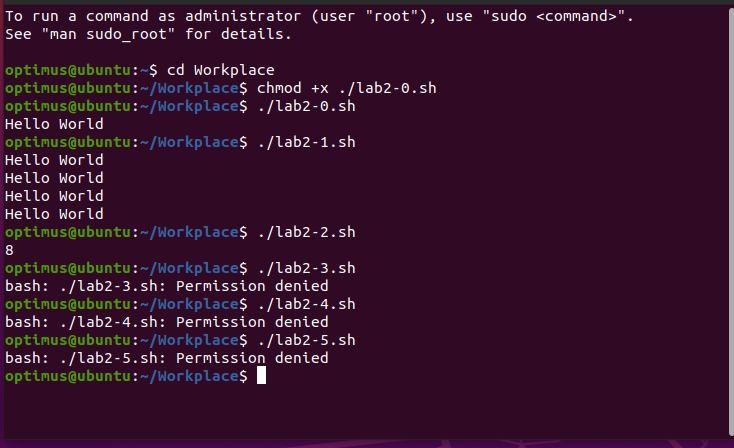 To run a command as administrator (user "root"), use "sudo <command>".
See "man sudo_root" for details.
optimus@ubuntu:~$ cd Workplace
optimus@ubuntu:~/Workplace$ chmod +x ./lab2-0.sh
optimus@ubuntu:~/Workplace$ ./lab2-0.sh
Hello World
optimus@ubuntu:~/Workplace$ ./lab2-1.sh
Hello World
Hello World
Hello World
Hello World
optimus@ubuntu:~/Workplace$ ./lab2-2.sh
8
optimus@ubuntu:~/Workplace$ ./lab2-3.sh
bash: ./lab2-3.sh: Permission denied
optimus@ubuntu:~/Workplace$ ./lab2-4.sh
bash: ./lab2-4.sh: Permission denied
optimus@ubuntu:~/Workplace$ ./lab2-5.sh
bash: ./lab2-5.sh: Permission denied
optimus@ubuntu:~/Workplace$